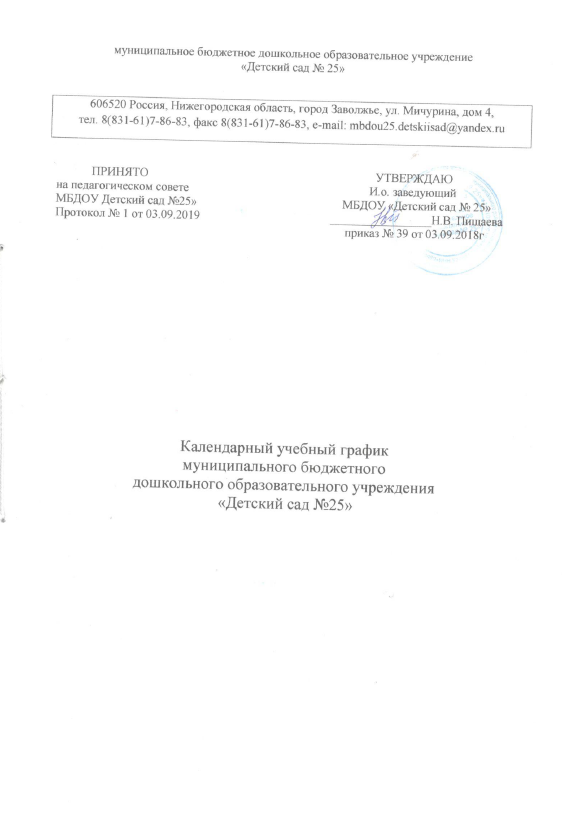 муниципальное бюджетное дошкольное образовательное учреждение
«Детский сад № 25»
606520 Россия, Нижегородская область, город Заволжье, ул. Мичурина, дом 4,
тел. 8(831-61)7-86-83, факс 8(831-61)7-86-83, e-mail: mbdou25.detskiisad@yandex.ru
ПРИНЯТО
на педагогическом совете
МБДОУ Детский сад №25»
Протокол № 1 от 03.09.2019
УТВЕРЖДАЮ
И.о. заведующий
МБДОУ «Детский сад № 25»
Н.В. Пищаева
приказ № 39 от 03.09.2018г
Календарный учебный график
муниципального бюджетного
дошкольного образовательного учреждения
«Детский сад №25»